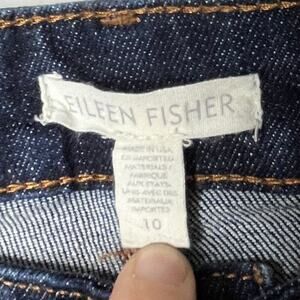 EILEEN FISHER
MADE IN USA
OF IMPORTED
MATERIALS /
FABRIQUÉ
AUX ÉTATS-
UNIS AVEC DES
MATÉRIAUX
IMPORTÉS
10